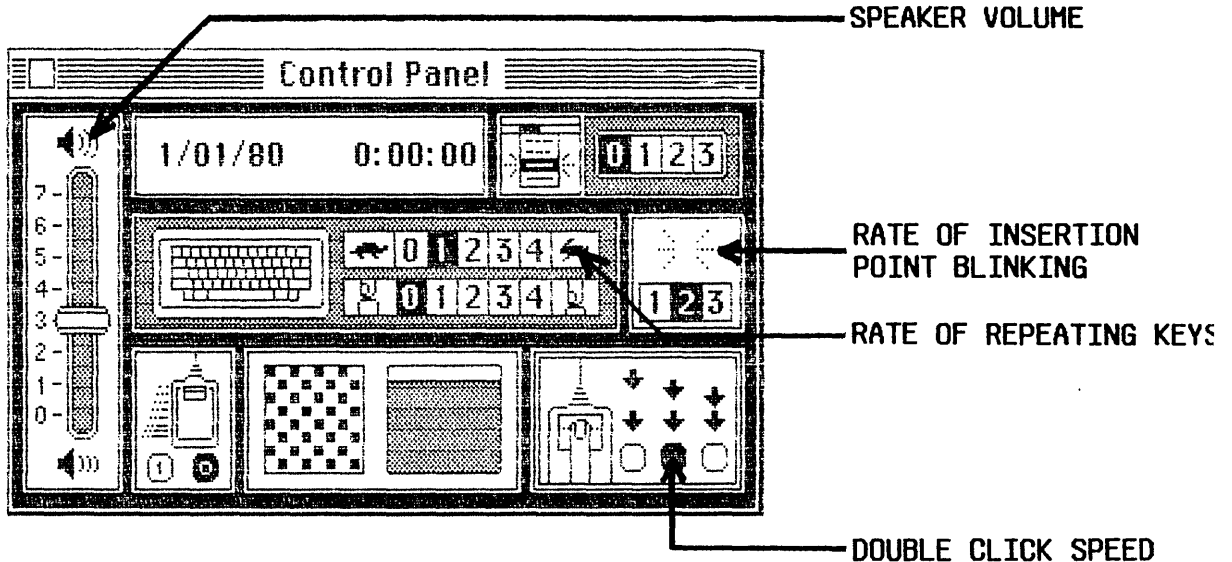 SPEAKER VOLUME
Control Panel
1/01/80 0:00:00
0 1 2 3
7-
6-
5-
4-
3
2-
1-
0-
0 1 2 3 4
0 1 2 3 4
RATE OF INSERTION
POINT BLINKING
1 2 3
RATE OF REPEATING KEYS
1 0
DOUBLE CLICK SPEED